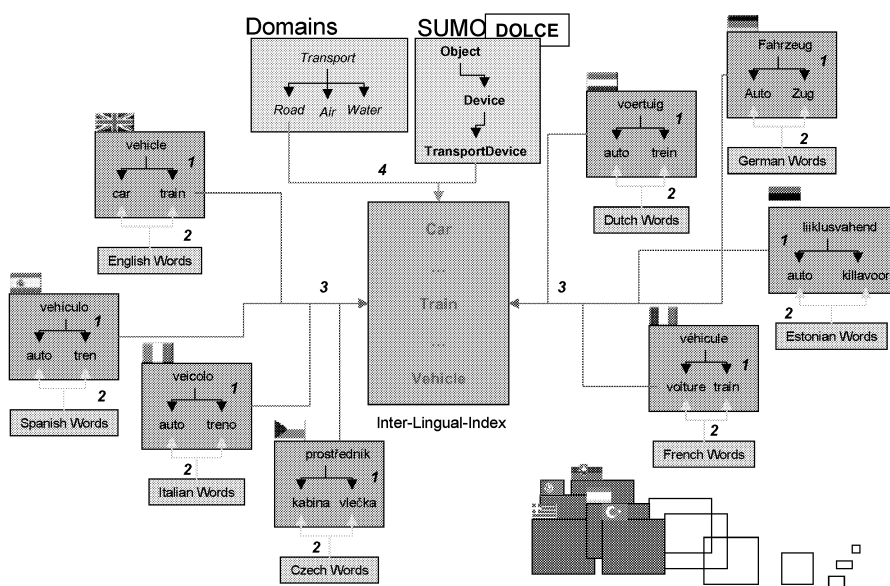 Domains
SUMO
DOLCE
Transport
Road
Air
Water
Object
Device
TransportDevice
4
vehicle
1
car
train
2
English Words
vehículo
1
auto
tren
2
Spanish Words
veicolo
1
auto
treno
2
Italian Words
prostředník
1
kabina
vlečka
2
Czech Words
3
Car
...
Train
...
Vehicle
Inter-Lingual-Index
3
voertuig
1
auto
trein
2
Dutch Words
Fahrzeug
1
Auto
Zug
2
German Words
liiklusvahend
1
auto
killavoor
2
Estonian Words
véhicule
1
voiture
train
2
French Words